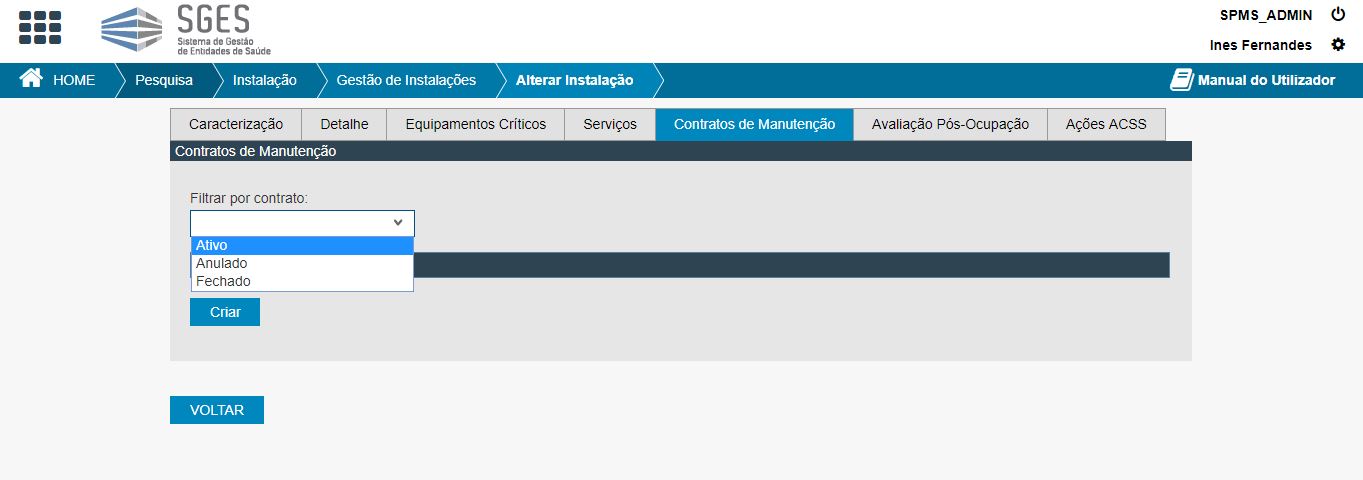 SGES
Sistema de Gestão
de Entidades de Saúde
SPMS_ADMIN
Ines Fernandes
HOME Pesquisa Instalação Gestão de Instalações Alterar Instalação Manual do Utilizador
Caracterização Detalhe Equipamentos Críticos Serviços Contratos de Manutenção Avaliação Pós-Ocupação Ações ACSS
Contratos de Manutenção
Filtrar por contrato:
Ativo
Anulado
Fechado
Criar
VOLTAR